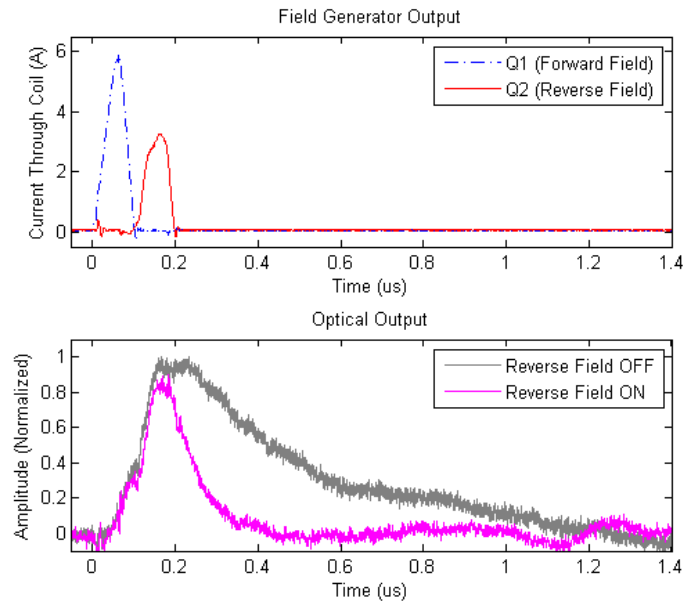 Field Generator Output
Current Through Coil (A)
6
4
2
0
Q1 (Forward Field)
Q2 (Reverse Field)
0 0.2 0.4 0.6 0.8 1 1.2 1.4
Time (us)
Optical Output
Amplitude (Normalized)
1
0.8
0.6
0.4
0.2
0
Reverse Field OFF
Reverse Field ON
0 0.2 0.4 0.6 0.8 1 1.2 1.4
Time (us)